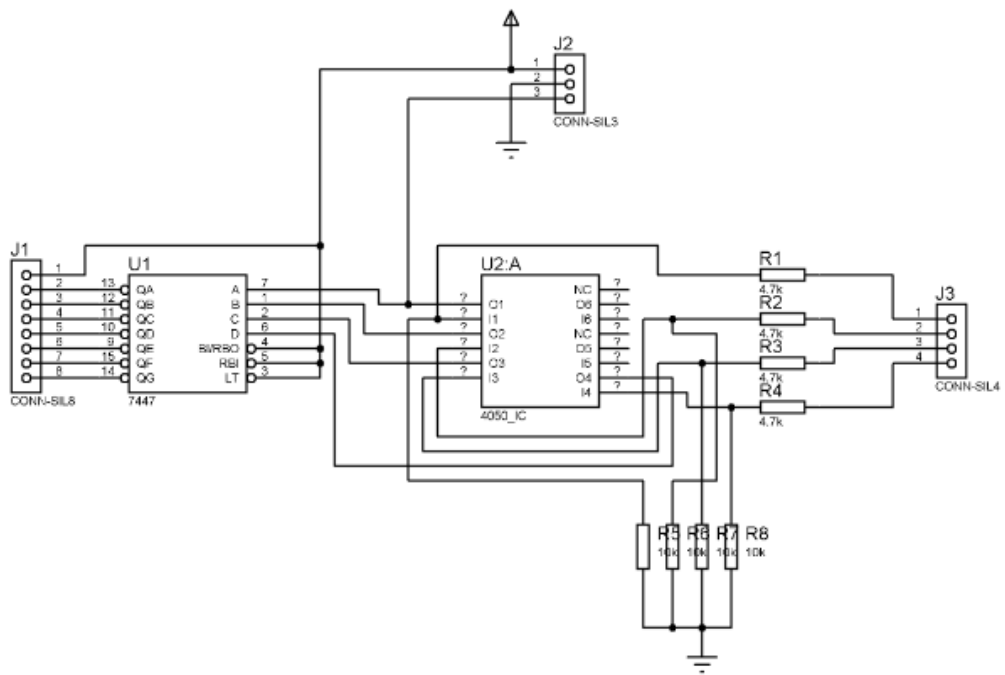 J2
1
2
3
CONN-SIL3
J1
1
2
3
4
5
6
7
8
CONN-SIL8
U1
13 QA A 7
12 QB B 1
11 QC C 2
10 QD D 6
9 QE BI/RBO 4
15 QF RBI 5
14 QG LT 3
7447
U2:A
? O1 NC ?
? I1 O6 ?
? O2 I6 ?
? I2 NC ?
? O3 O5 ?
? I3 I5 ?
O4 ?
I4 ?
4050_IC
R1
4.7k
R2
4.7k
R3
4.7k
R4
4.7k
J3
1
2
3
4
CONN-SIL4
R5 R6 R7 R8
10k 10k 10k 10k